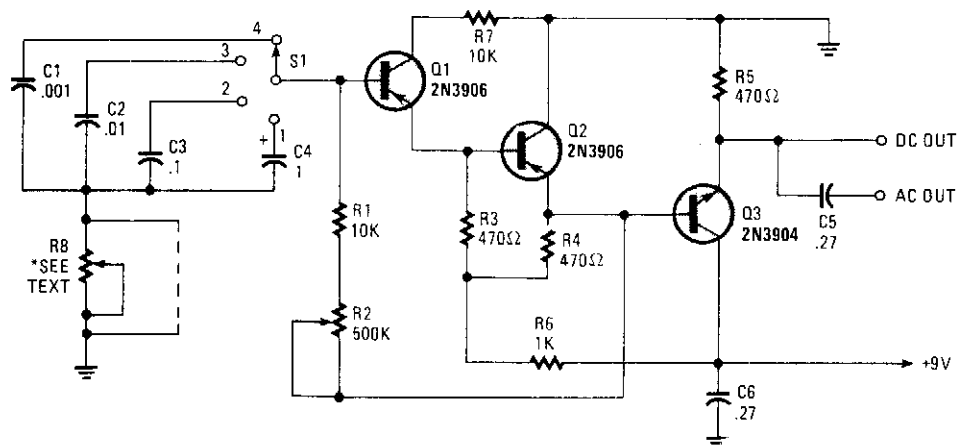 4
S1
3
2
+ 1
C1
.001
C2
.01
C3
.1
C4
1
R8
*SEE
TEXT
R1
10K
R2
500K
R7
10K
Q1
2N3906
Q2
2N3906
R3
470Ω
R4
470Ω
R6
1K
R5
470Ω
Q3
2N3904
DC OUT
AC OUT
C5
.27
+9V
C6
.27